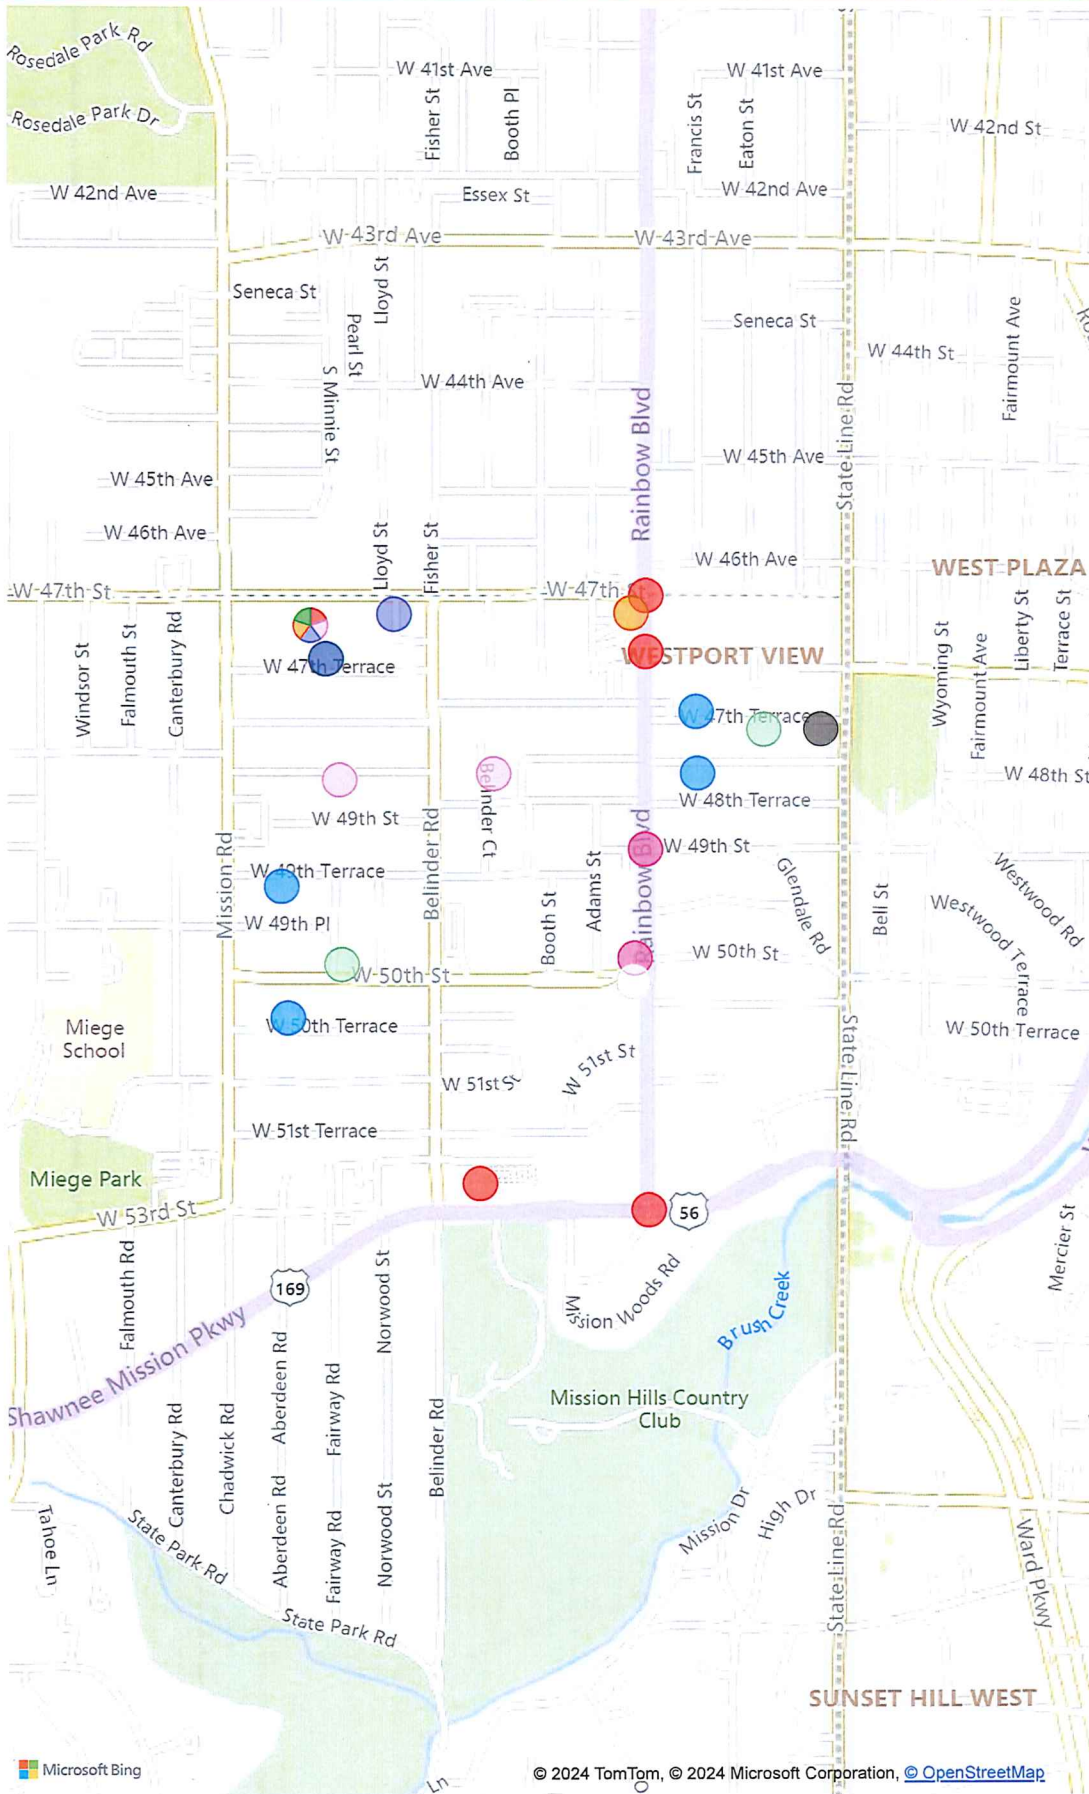 Rosedale Park Rd
W 41st Ave
W 41st Ave
Fisher St
Booth Pl
Francis St
Eaton St
Rosedale Park Dr
W 42nd St
W 42nd Ave
Essex St
W 42nd Ave
W 43rd Ave
W 43rd Ave
Lloyd St
Seneca St
Pearl St
Seneca St
Fairmount Ave
W 44th St
W 44th Ave
S Minnie St
Rainbow Blvd
State Line Rd
W 45th Ave
W 45th Ave
W 46th Ave
Lloyd St
Fisher St
W 46th Ave
WEST PLAZA
W 47th St
W 47th St
Windsor St
Falmouth St
Canterbury Rd
W 47th Terrace
WESTPORT VIEW
Wyoming St
Fairmount Ave
Liberty St
Terrace St
W 47th Terrace
W 48th St
Belinder Ct
W 48th Terrace
W 49th St
Mission Rd
Belinder Rd
Rainbow Blvd
W 49th St
W 49th Terrace
Booth St
Adams St
Glendale Rd
Bell St
Westwood Rd
Westwood Terrace
W 49th Pl
W 50th St
W 50th St
Miege
School
W 50th Terrace
W 50th Terrace
State Line Rd
W 51st St
W 51st St
W 51st Terrace
Miege Park
W 53rd St
56
Mercier St
Falmouth Rd
169
Norwood St
Mission Woods Rd
Brush Creek
Shawnee Mission Pkwy
Aberdeen Rd
Fairway Rd
Mission Hills Country
Club
Canterbury Rd
Chadwick Rd
Belinder Rd
Tahoe Ln
State Park Rd
Aberdeen Rd
Fairway Rd
Norwood St
Mission Dr
High Dr
State Line Rd
Ward Pkwy
State Park Rd
SUNSET HILL WEST
Microsoft Bing
Ln
© 2024 TomTom, © 2024 Microsoft Corporation, © OpenStreetMap